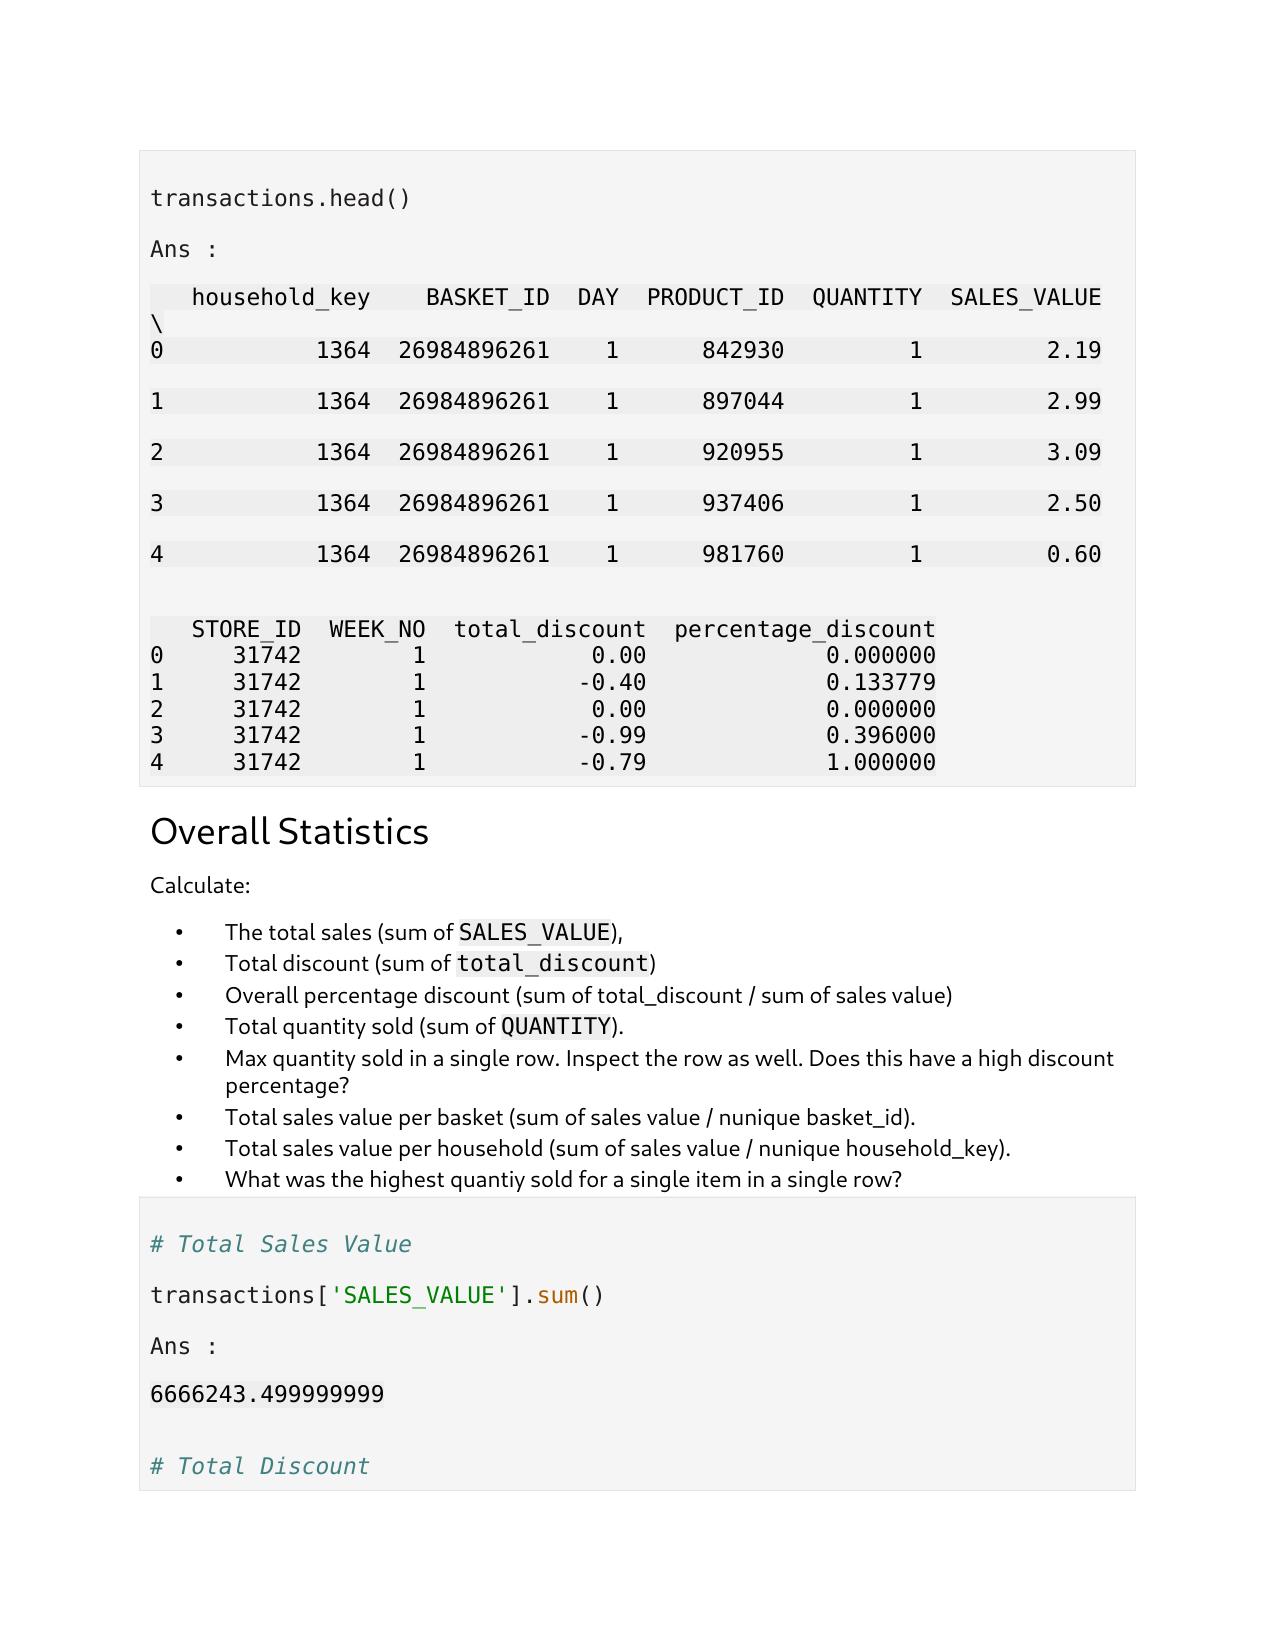 transactions.head()
Ans :
   household_key    BASKET_ID  DAY  PRODUCT_ID  QUANTITY  SALES_VALUE
\
0           1364  26984896261    1      842930         1         2.19
1           1364  26984896261    1      897044         1         2.99
2           1364  26984896261    1      920955         1         3.09
3           1364  26984896261    1      937406         1         2.50
4           1364  26984896261    1      981760         1         0.60
   STORE_ID  WEEK_NO  total_discount  percentage_discount
0     31742        1            0.00             0.000000
1     31742        1           -0.40             0.133779
2     31742        1            0.00             0.000000
3     31742        1           -0.99             0.396000
4     31742        1           -0.79             1.000000
Overall Statistics
Calculate:
• The total sales (sum of SALES_VALUE),
• Total discount (sum of total_discount)
• Overall percentage discount (sum of total_discount / sum of sales value)
• Total quantity sold (sum of QUANTITY).
• Max quantity sold in a single row. Inspect the row as well. Does this have a high discount
percentage?
• Total sales value per basket (sum of sales value / nunique basket_id).
• Total sales value per household (sum of sales value / nunique household_key).
• What was the highest quantiy sold for a single item in a single row?
# Total Sales Value
transactions['SALES_VALUE'].sum()
Ans :
6666243.499999999
# Total Discount